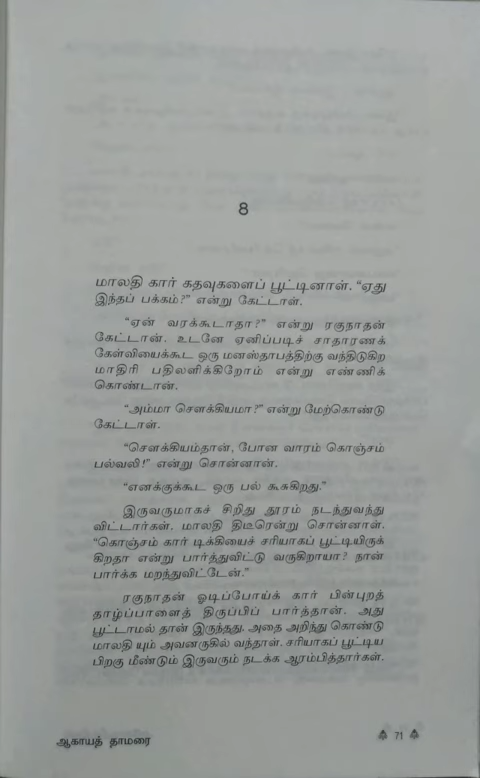 8
மாலதி கார் கதவுகளைப் பூட்டினாள். “ஏது
இந்தப் பக்கம்?” என்று கேட்டாள்.
“ஏன் வரக்கூடாதா?” என்று ரகுநாதன்
கேட்டான். உடனே ஏனிப்படிச் சாதாரணக்
கேள்வியைக்கூட ஒரு மனஸ்தாபத்திற்கு வந்திடுகிற
மாதிரி பதிலளிக்கிறோம் என்று எண்ணிக்
கொண்டான்.
“அம்மா சௌக்கியமா?” என்று மேற்கொண்டு
கேட்டாள்.
“சௌக்கியம்தான், போன வாரம் கொஞ்சம்
பல்வலி!” என்று சொன்னான்.
“எனக்குக்கூட ஒரு பல் கூசுகிறது.”
இருவருமாகச் சிறிது தூரம் நடந்துவந்து
விட்டார்கள். மாலதி திடீரென்று சொன்னாள்.
“கொஞ்சம் கார் டிக்கியைச் சரியாகப் பூட்டியிருக்
கிறதா என்று பார்த்துவிட்டு வருகிறாயா? நான்
பார்க்க மறந்துவிட்டேன்.”
ரகுநாதன் ஓடிப்போய்க் கார் பின்புறத்
தாழ்ப்பாளைத் திருப்பிப் பார்த்தான். அது
பூட்டாமல் தான் இருந்தது. அதை அறிந்து கொண்டு
மாலதி யும் அவனருகில் வந்தாள். சரியாகப் பூட்டிய
பிறகு மீண்டும் இருவரும் நடக்க ஆரம்பித்தார்கள்.
ஆகாயத் தாமரை
71